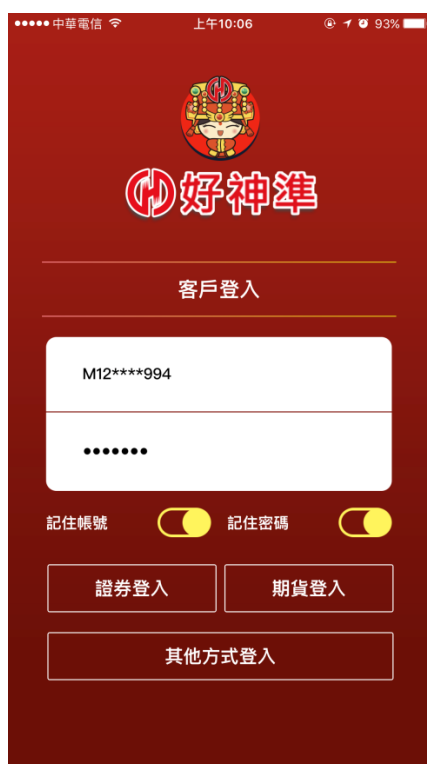 中華電信 上午10:06 93%
好神準
客戶登入
M12****994
•••••••
記住帳號 記住密碼
證券登入 期貨登入
其他方式登入